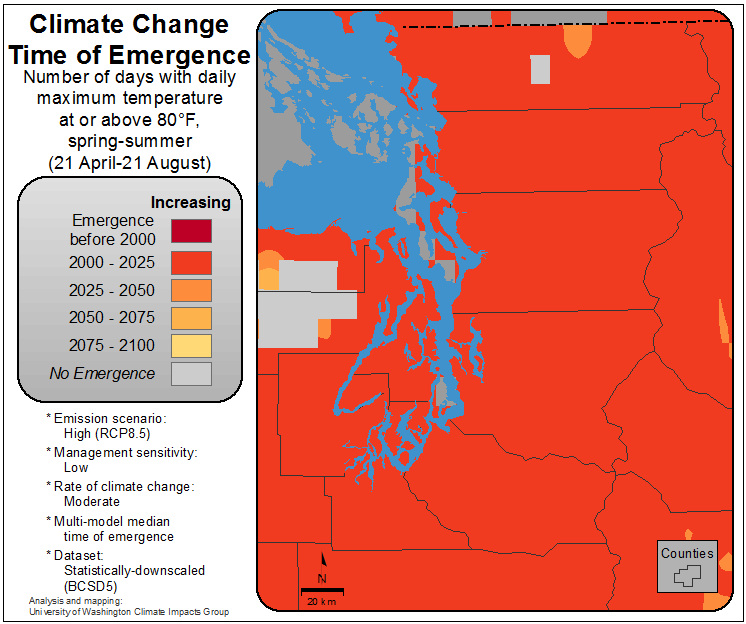 Climate Change
Time of Emergence
Number of days with daily
maximum temperature
at or above 80°F,
spring-summer
(21 April-21 August)
Increasing
Emergence
before 2000
2000 - 2025
2025 - 2050
2050 - 2075
2075 - 2100
No Emergence
* Emission scenario:
High (RCP8.5)
* Management sensitivity:
Low
* Rate of climate change:
Moderate
* Multi-model median
time of emergence
* Dataset:
Statistically-downscaled
(BCSD5)
Analysis and mapping:
University of Washington Climate Impacts Group
N
20 km
Counties